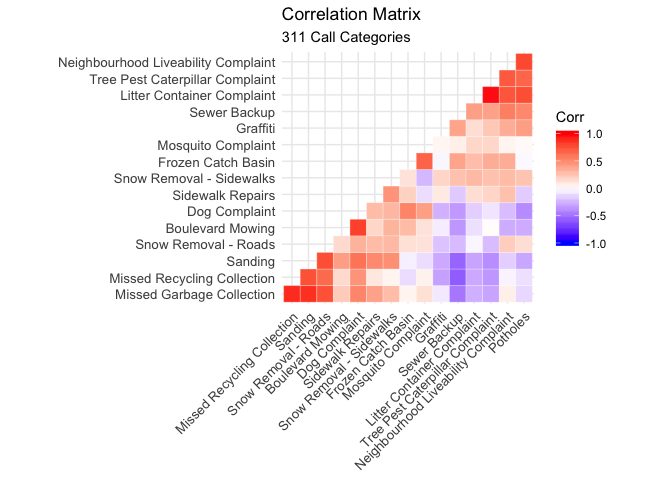 Correlation Matrix
311 Call Categories
Neighbourhood Liveability Complaint
Tree Pest Caterpillar Complaint
Litter Container Complaint
Sewer Backup
Graffiti
Mosquito Complaint
Frozen Catch Basin
Snow Removal - Sidewalks
Sidewalk Repairs
Dog Complaint
Boulevard Mowing
Snow Removal - Roads
Sanding
Missed Recycling Collection
Missed Garbage Collection
Missed Recycling Collection
Sanding
Snow Removal - Roads
Boulevard Mowing
Dog Complaint
Sidewalk Repairs
Snow Removal - Sidewalks
Frozen Catch Basin
Mosquito Complaint
Graffiti
Sewer Backup
Litter Container Complaint
Tree Pest Caterpillar Complaint
Neighbourhood Liveability Complaint
Potholes
Corr
1.0
0.5
0.0
-0.5
-1.0